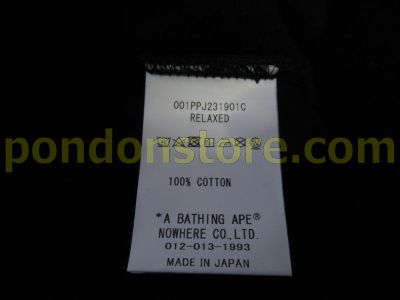 001PPJ231901C
RELAXED
pondonstore.com
100% COTTON
*A BATHING APE®
NOWHERE CO.,LTD.
012-013-1993
MADE IN JAPAN